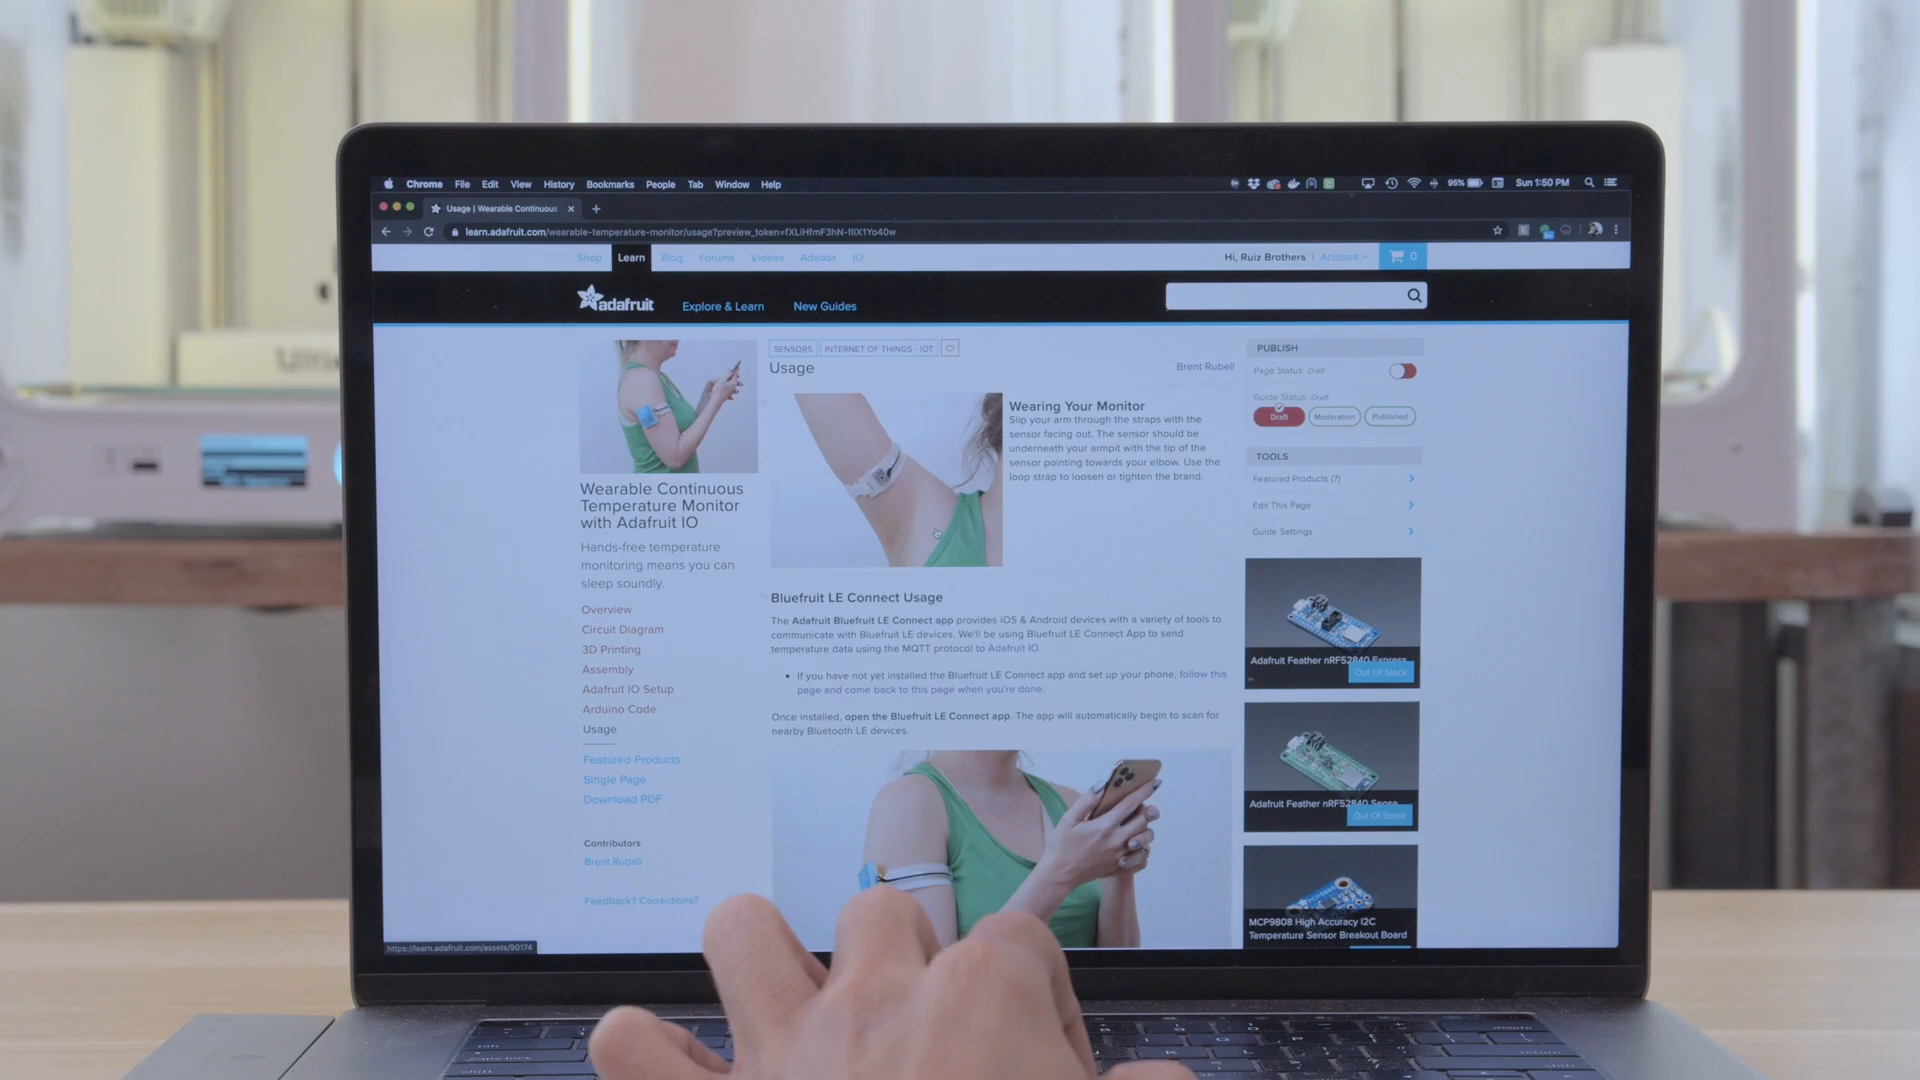 Chrome File Edit View History Bookmarks People Tab Window Help
95% Sun 1:50 PM
Usage | Wearable Continuous
learn.adafruit.com/wearable-temperature-monitor/usage?preview_token=fXLiHfmF3hN-fIlX1Yo40w
Shop Learn Blog Forums Videos Adabox IO
Hi, Ruiz Brothers | Account
0
adafruit
Explore & Learn New Guides
SENSORS INTERNET OF THINGS - IOT
Usage
Brent Rubell
Wearing Your Monitor
Slip your arm through the straps with the
sensor facing out. The sensor should be
underneath your armpit with the tip of the
sensor pointing towards your elbow. Use the
loop strap to loosen or tighten the brand.
Wearable Continuous
Temperature Monitor
with Adafruit IO
Hands-free temperature
monitoring means you can
sleep soundly.
Overview
Circuit Diagram
3D Printing
Assembly
Adafruit IO Setup
Arduino Code
Usage
Featured Products
Single Page
Download PDF
Contributors
Brent Rubell
Feedback? Corrections?
Bluefruit LE Connect Usage
The Adafruit Bluefruit LE Connect app provides iOS & Android devices with a variety of tools to
communicate with Bluefruit LE devices. We'll be using Bluefruit LE Connect App to send
temperature data using the MQTT protocol to Adafruit IO.
If you have not yet installed the Bluefruit LE Connect app and set up your phone, follow this
page and come back to this page when you're done.
Once installed, open the Bluefruit LE Connect app. The app will automatically begin to scan for
nearby Bluetooth LE devices.
PUBLISH
Page Status: Draft
Guide Status: Draft
Draft Moderation Published
TOOLS
Featured Products (7)
Edit This Page
Guide Settings
Adafruit Feather nRF52840 Express
Out Of Stock
Adafruit Feather nRF52840 Sense
Out Of Stock
MCP9808 High Accuracy I2C
Temperature Sensor Breakout Board
https://learn.adafruit.com/assets/90174
tab
caps lock
shift
delete
return
shift